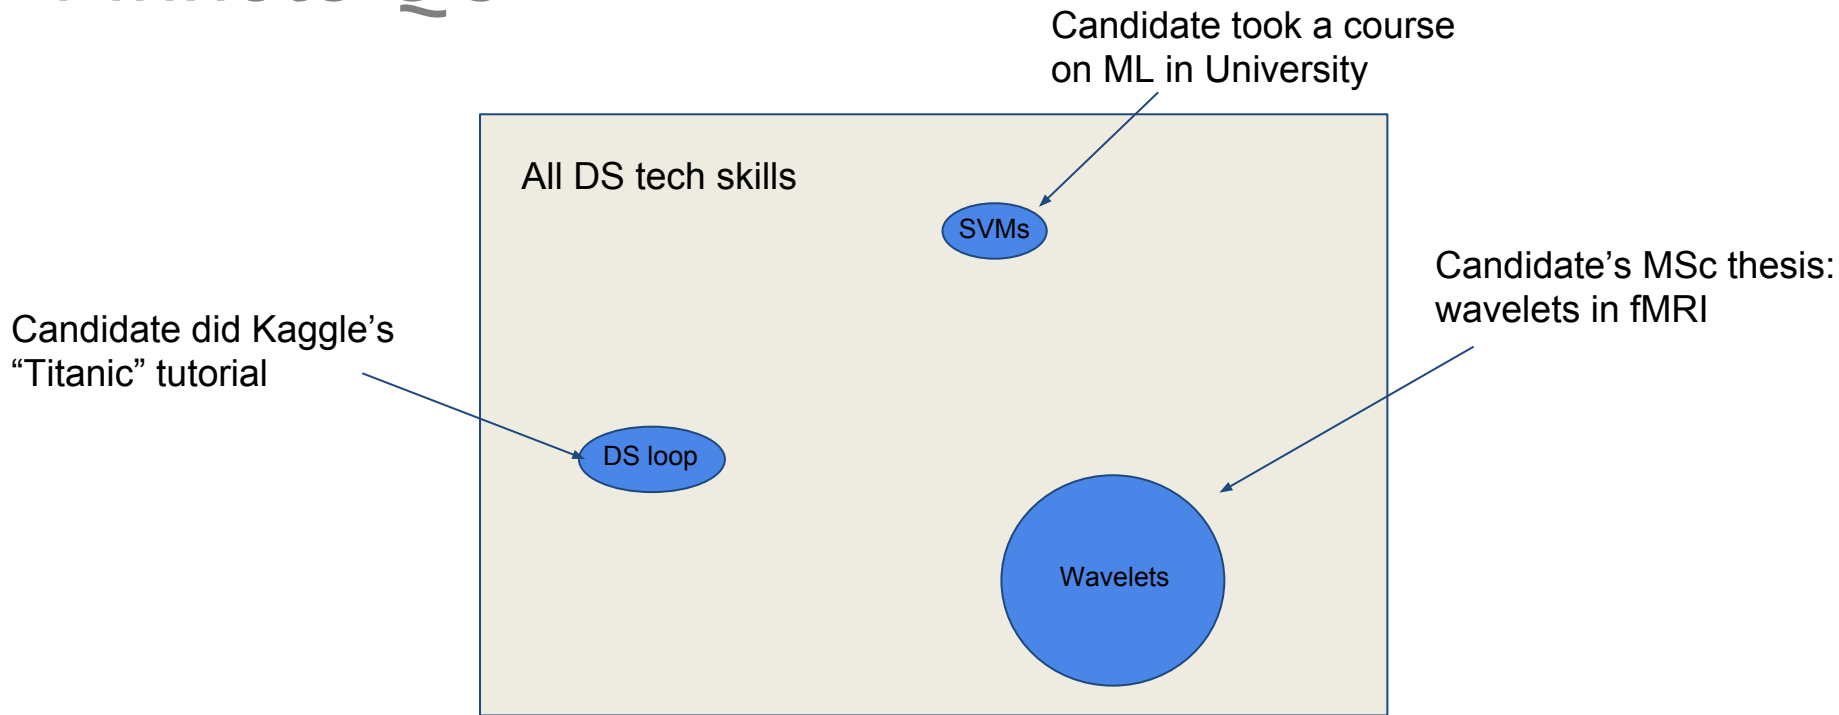 Candidate took a course
on ML in University
All DS tech skills
SVMs
Candidate's MSc thesis:
wavelets in fMRI
Candidate did Kaggle's
“Titanic” tutorial
DS loop
Wavelets